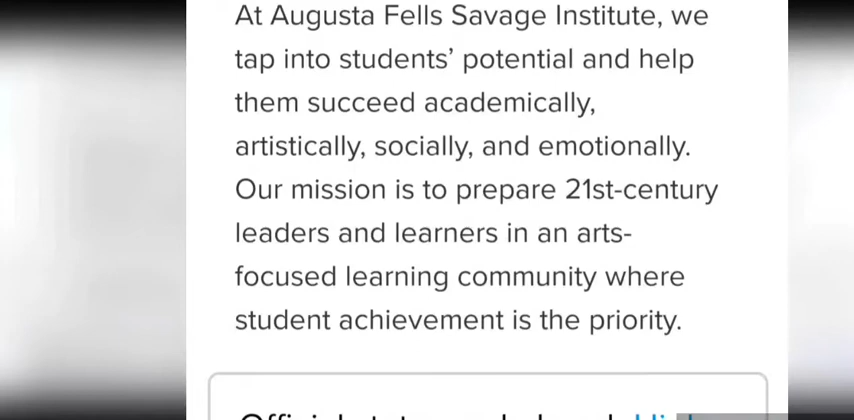 At Augusta Fells Savage Institute, we
tap into students’ potential and help
them succeed academically,
artistically, socially, and emotionally.
Our mission is to prepare 21st-century
leaders and learners in an arts-
focused learning community where
student achievement is the priority.